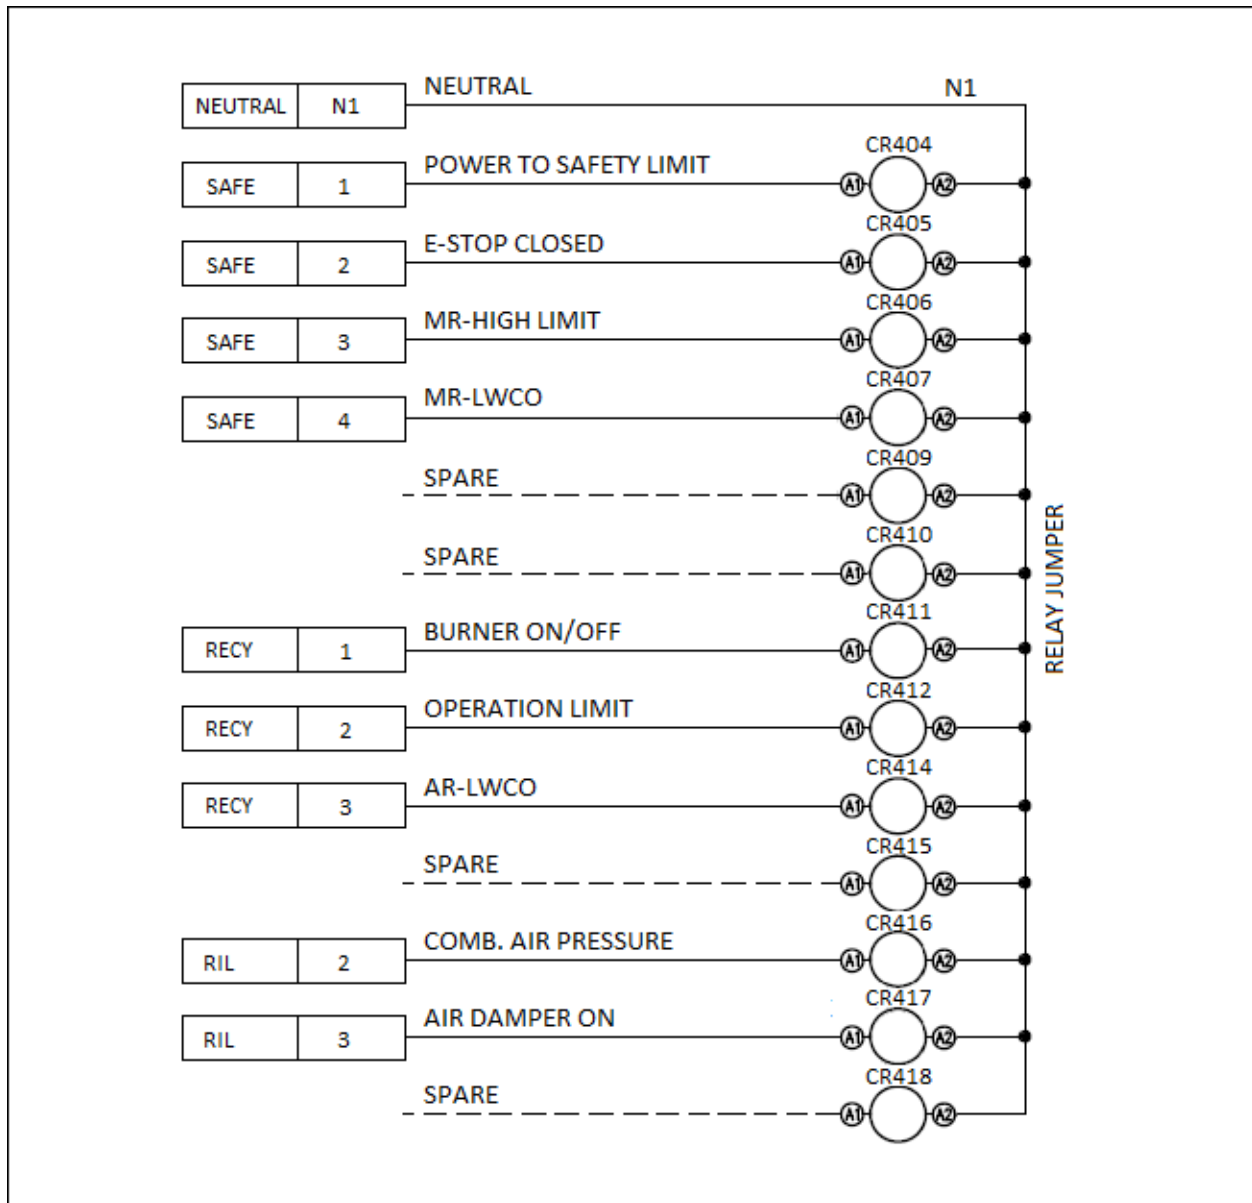 NEUTRAL N1 NEUTRAL N1
CR404
SAFE 1 POWER TO SAFETY LIMIT A1 A2
CR405
SAFE 2 E-STOP CLOSED A1 A2
CR406
SAFE 3 MR-HIGH LIMIT A1 A2
CR407
SAFE 4 MR-LWCO A1 A2
CR409
SPARE A1 A2
CR410
SPARE A1 A2
RELAY JUMPER
CR411
RECY 1 BURNER ON/OFF A1 A2
CR412
RECY 2 OPERATION LIMIT A1 A2
CR414
RECY 3 AR-LWCO A1 A2
CR415
SPARE A1 A2
CR416
RIL 2 COMB. AIR PRESSURE A1 A2
CR417
RIL 3 AIR DAMPER ON A1 A2
CR418
SPARE A1 A2